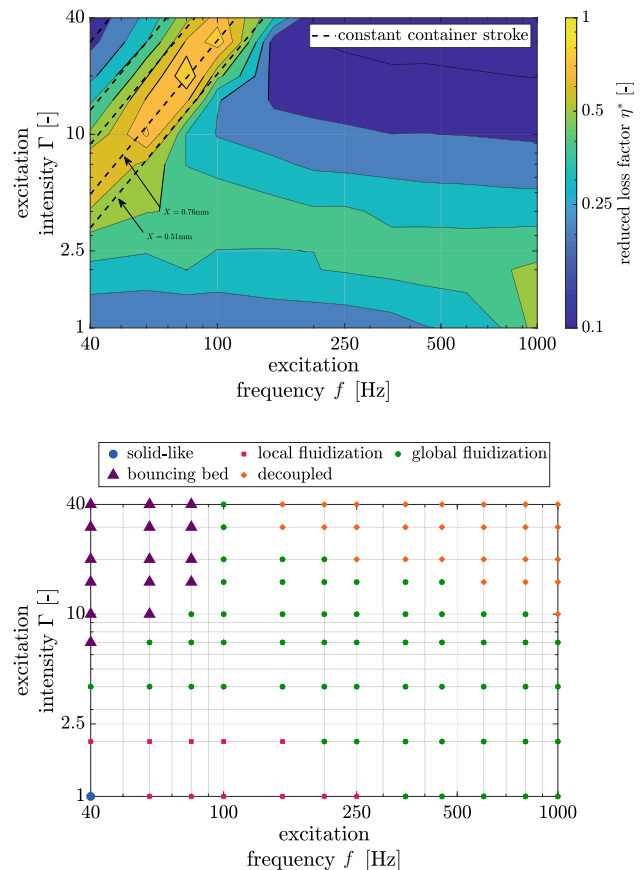 40
10
2.5
1
excitation
intensity Γ [-]
constant container stroke
X = 0.76mm
X = 0.51mm
40
100
250
500
1000
excitation
frequency f [Hz]
1
0.5
0.25
0.1
reduced loss factor η* [-]
solid-like
local fluidization
global fluidization
bouncing bed
decoupled
40
10
2.5
1
excitation
intensity Γ [-]
40
100
250
500
1000
excitation
frequency f [Hz]